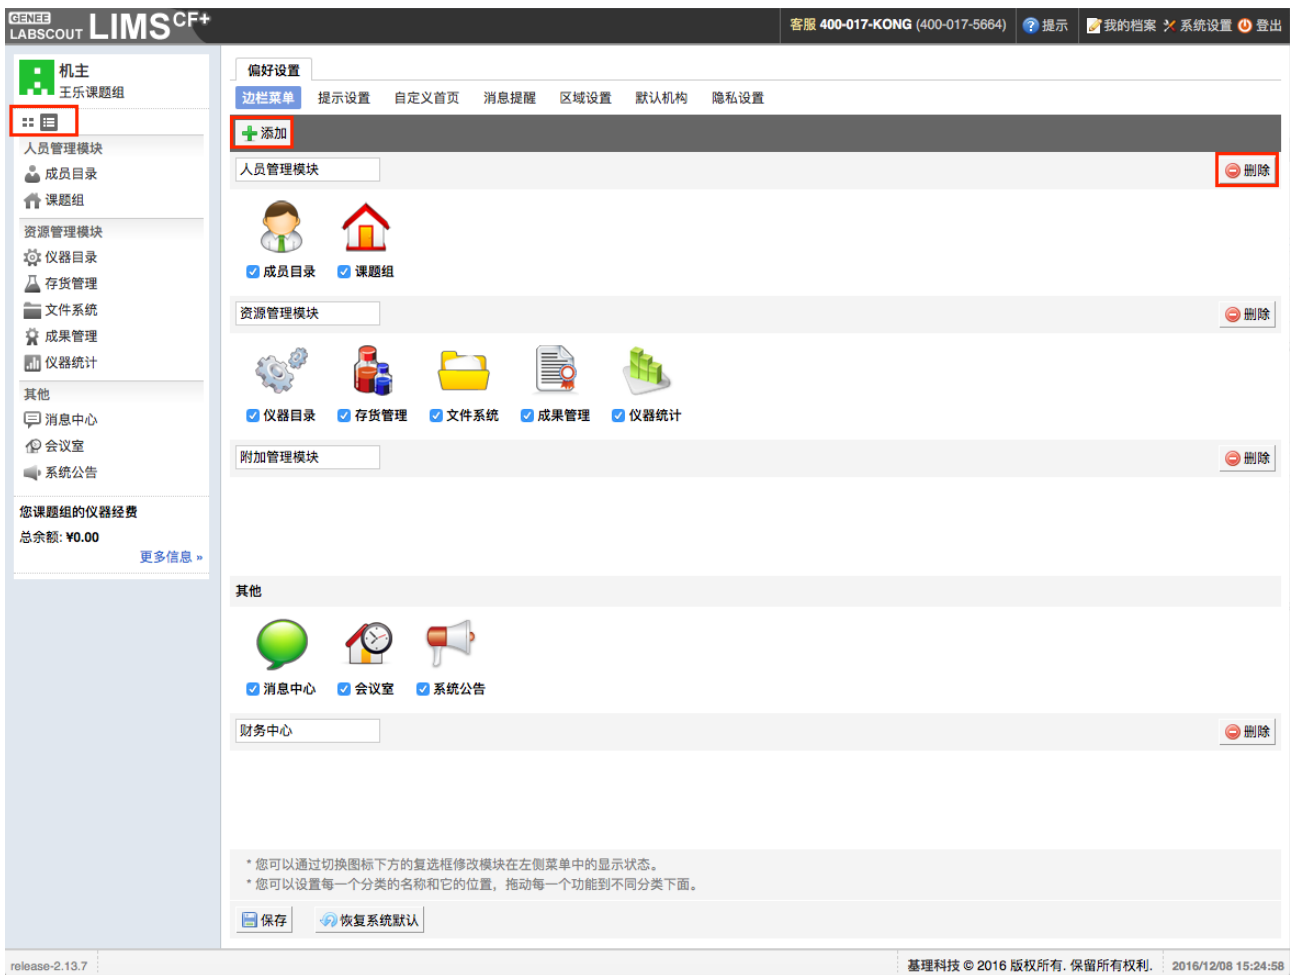 GENEE
LABSCOUT LIMS CF+
客服 400-017-KONG (400-017-5664) 提示 我的档案 系统设置 登出
机主
王乐课题组
人员管理模块
成员目录
课题组
资源管理模块
仪器目录
存货管理
文件系统
成果管理
仪器统计
其他
消息中心
会议室
系统公告
您课题组的仪器经费
总余额: ¥0.00
更多信息 »
偏好设置
边栏菜单 提示设置 自定义首页 消息提醒 区域设置 默认机构 隐私设置
添加
人员管理模块 删除
成员目录 课题组
资源管理模块 删除
仪器目录 存货管理 文件系统 成果管理 仪器统计
附加管理模块 删除
其他
消息中心 会议室 系统公告
财务中心 删除
* 您可以通过切换图标下方的复选框修改模块在左侧菜单中的显示状态。
* 您可以设置每一个分类的名称和它的位置，拖动每一个功能到不同分类下面。
保存 恢复系统默认
release-2.13.7 基理科技 © 2016 版权所有. 保留所有权利. 2016/12/08 15:24:58